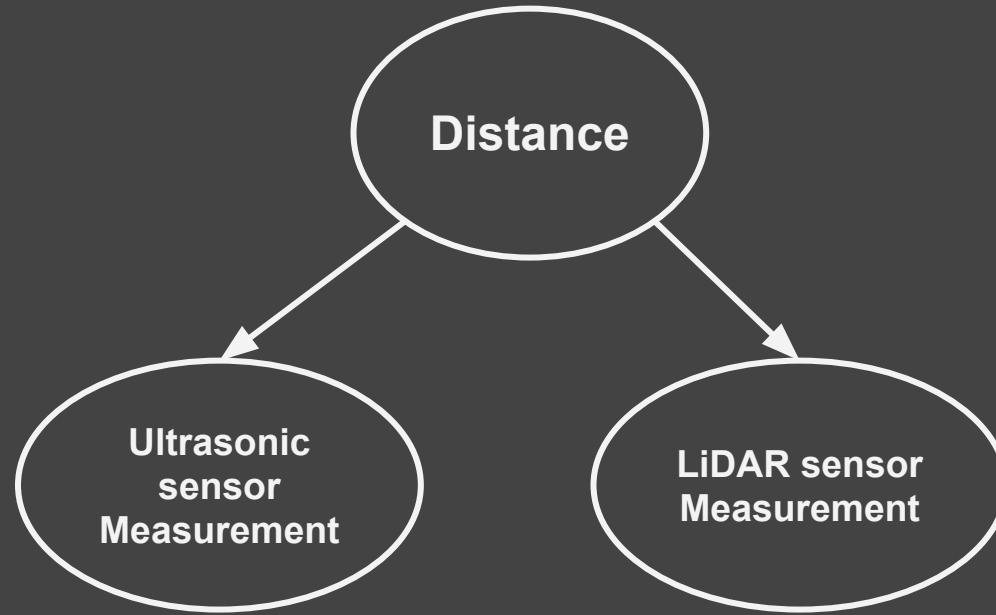 Distance
Ultrasonic
sensor
Measurement
LiDAR sensor
Measurement